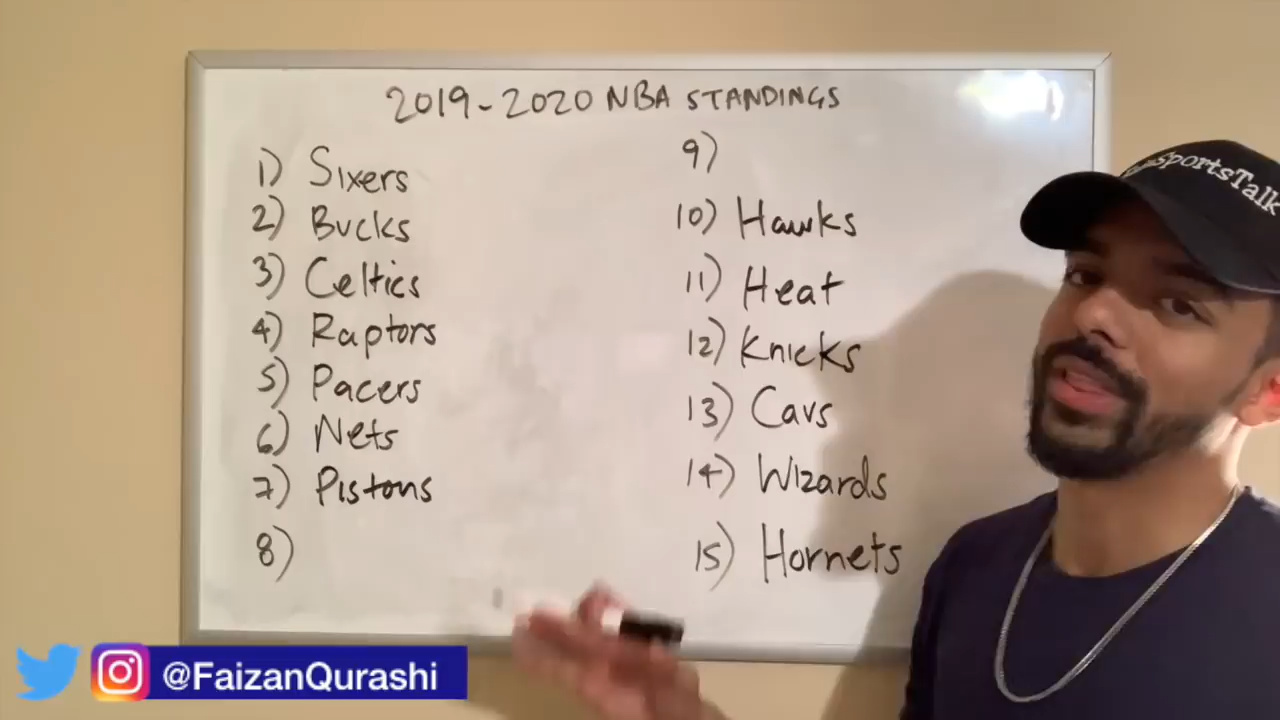 2019-2020 NBA STANDINGS
1) Sixers
2) Bucks
3) Celtics
4) Raptors
5) Pacers
6) Nets
7) Pistons
8)
9)
10) Hawks
11) Heat
12) Knicks
13) Cavs
14) Wizards
15) Hornets
SportsTalk
@FaizanQurashi